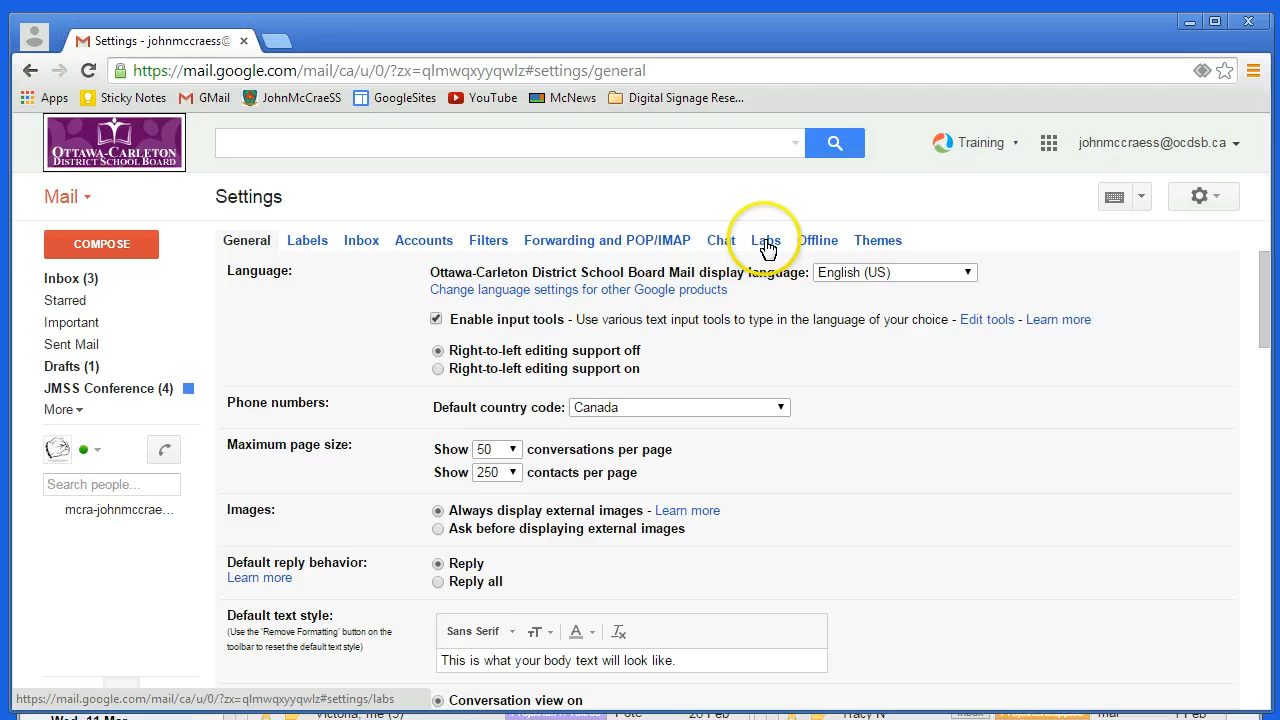 Settings - johnmccraess@
https://mail.google.com/mail/ca/u/0/?zx=qlmwqxyyqwlz#settings/general
Apps Sticky Notes GMail JohnMcCraeSS GoogleSites YouTube McNews Digital Signage Rese...
OTTAWA-CARLETON
DISTRICT SCHOOL BOARD
Training
johnmccraess@ocdsb.ca
Mail
Settings
COMPOSE
Inbox (3)
Starred
Important
Sent Mail
Drafts (1)
JMSS Conference (4)
More
Search people...
mcra-johnmccrae...
General Labels Inbox Accounts Filters Forwarding and POP/IMAP Chat Labs Offline Themes
Language:
Ottawa-Carleton District School Board Mail display language: English (US)
Change language settings for other Google products
Enable input tools - Use various text input tools to type in the language of your choice - Edit tools - Learn more
Right-to-left editing support off
Right-to-left editing support on
Phone numbers:
Default country code: Canada
Maximum page size:
Show 50 conversations per page
Show 250 contacts per page
Images:
Always display external images - Learn more
Ask before displaying external images
Default reply behavior:
Learn more
Reply
Reply all
Default text style:
(Use the 'Remove Formatting' button on the
toolbar to reset the default text style)
Sans Serif
This is what your body text will look like.
Conversation view on
https://mail.google.com/mail/ca/u/0/?zx=qlmwqxyyqwlz#settings/labs